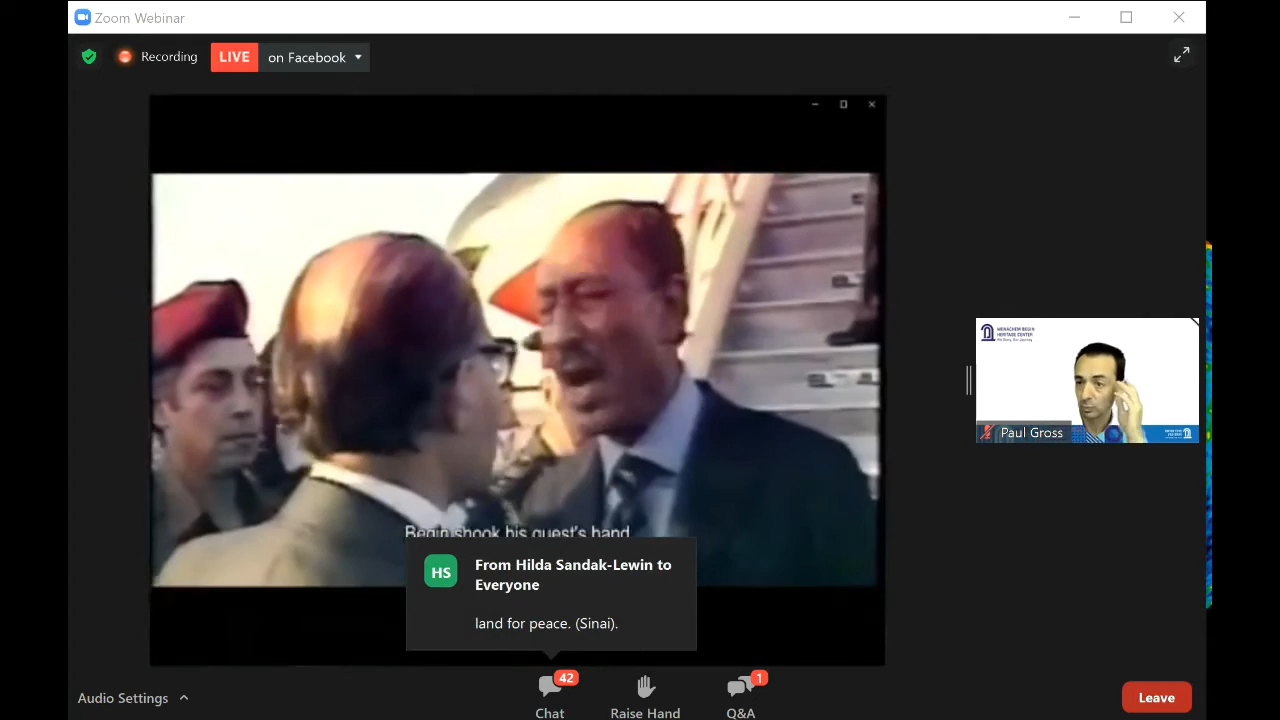 Zoom Webinar
Recording
LIVE
on Facebook
MENACHEM BEGIN
HERITAGE CENTER
Paul Gross
Begin shook his guest's hand
HS
From Hilda Sandak-Lewin to
Everyone
land for peace. (Sinai).
Audio Settings
42
Chat
Raise Hand
1
Q&A
Leave